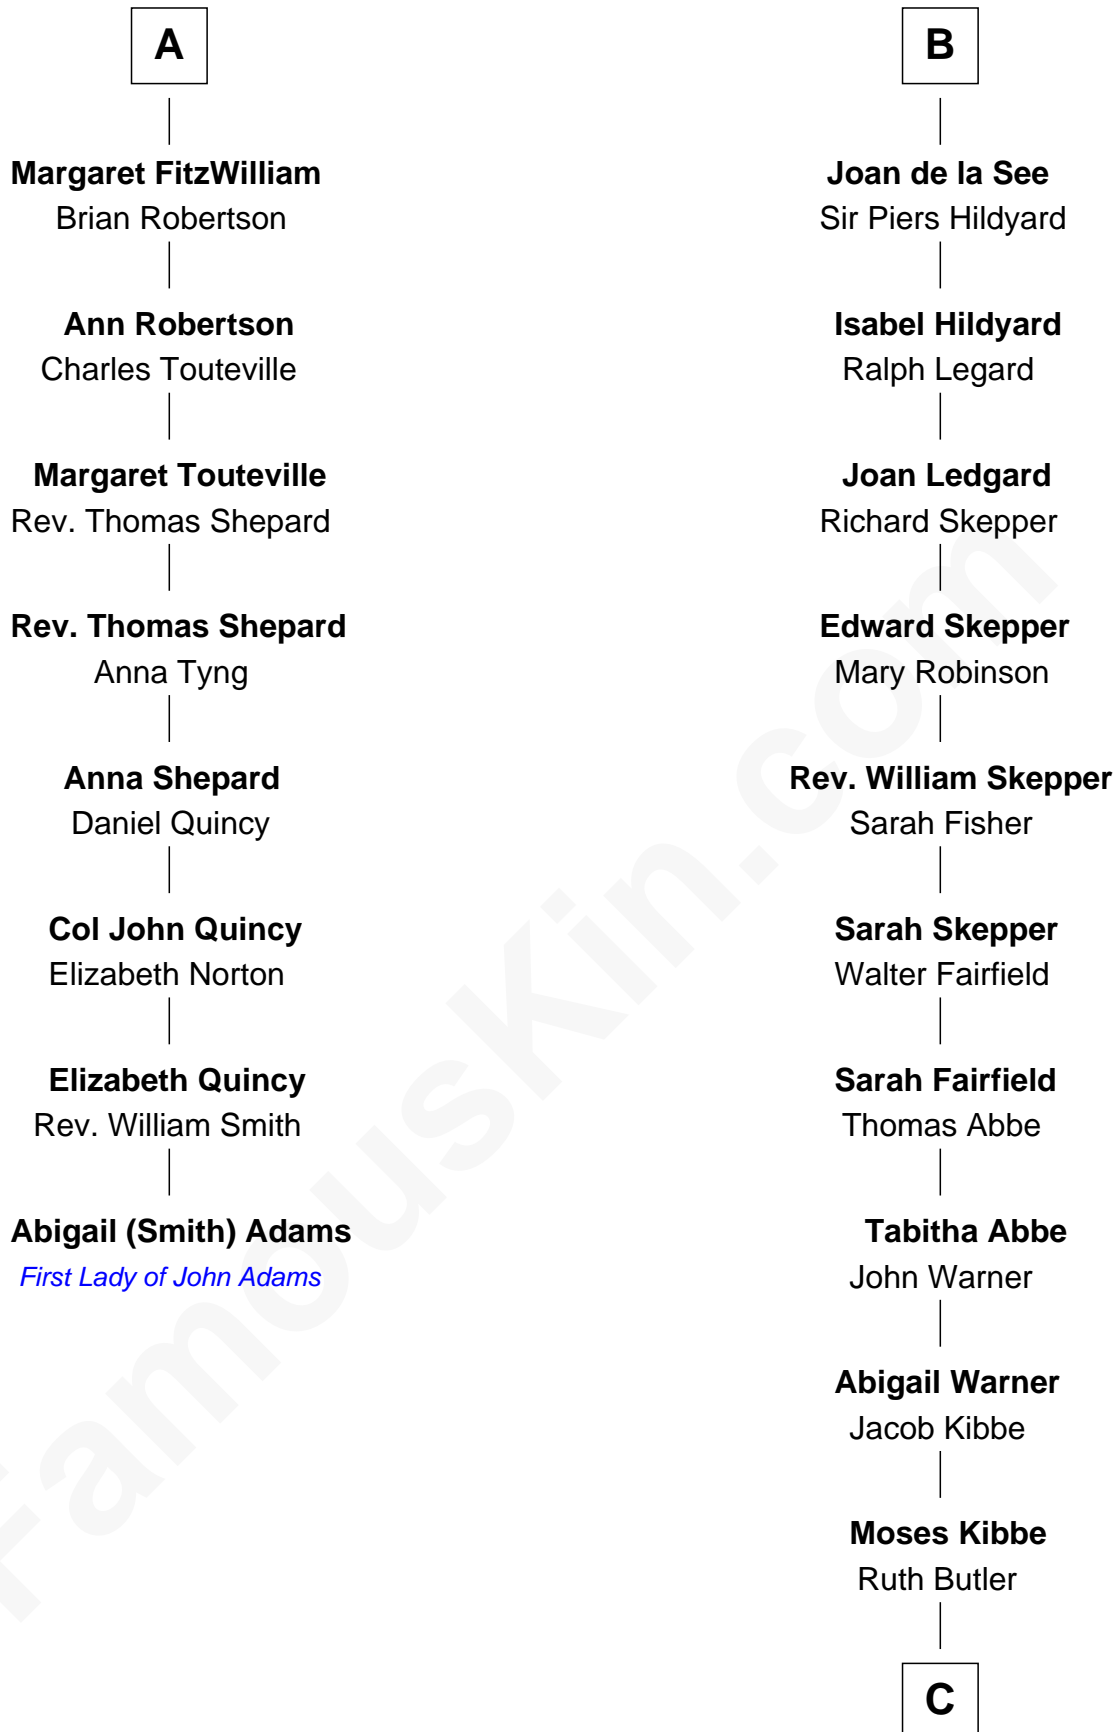 A
Margaret FitzWilliam
Brian Robertson
Ann Robertson
Charles Touteville
Margaret Touteville
Rev. Thomas Shepard
Rev. Thomas Shepard
Anna Tyng
Anna Shepard
Daniel Quincy
Col John Quincy
Elizabeth Norton
Elizabeth Quincy
Rev. William Smith
Abigail (Smith) Adams
First Lady of John Adams
B
Joan de la See
Sir Piers Hildyard
Isabel Hildyard
Ralph Legard
Joan Ledgard
Richard Skepper
Edward Skepper
Mary Robinson
Rev. William Skepper
Sarah Fisher
Sarah Skepper
Walter Fairfield
Sarah Fairfield
Thomas Abbe
Tabitha Abbe
John Warner
Abigail Warner
Jacob Kibbe
Moses Kibbe
Ruth Butler
C
FamousKin.com